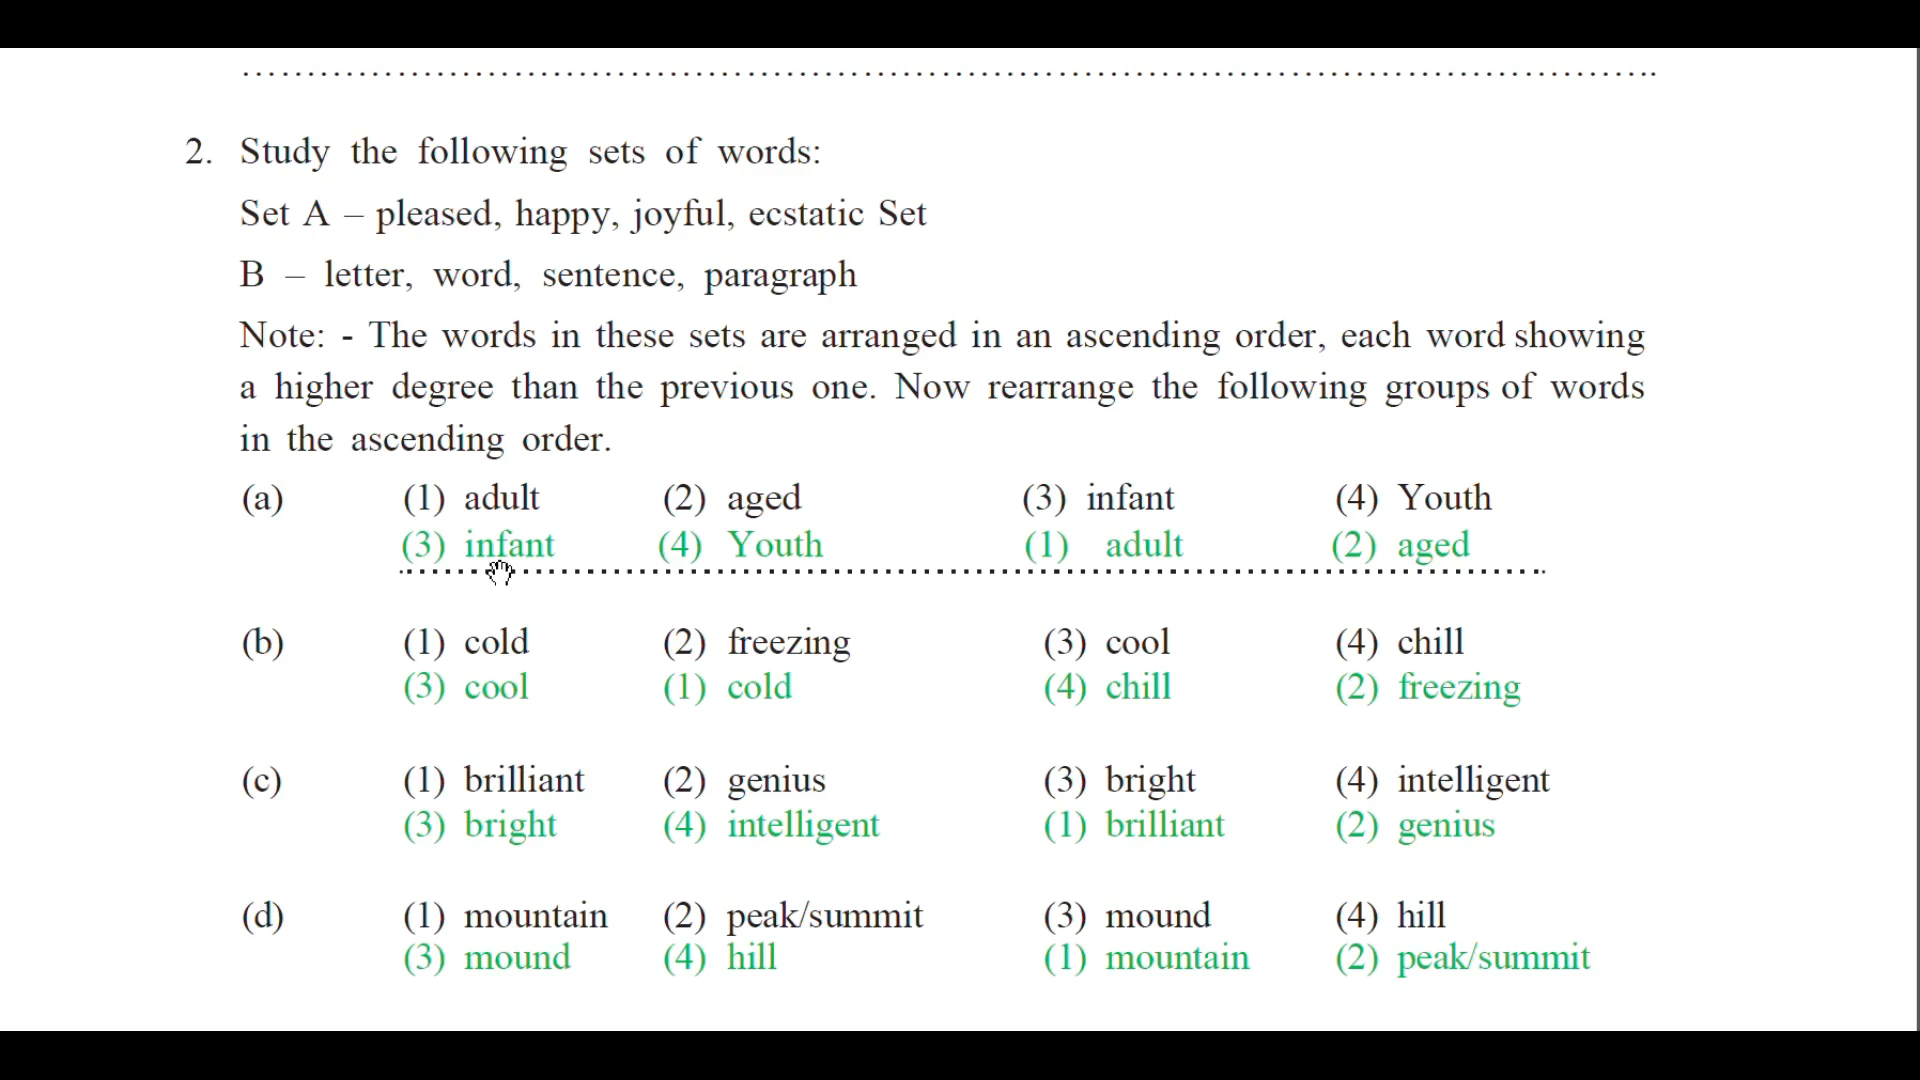 2. Study the following sets of words:
Set A – pleased, happy, joyful, ecstatic Set
B – letter, word, sentence, paragraph
Note: - The words in these sets are arranged in an ascending order, each word showing
a higher degree than the previous one. Now rearrange the following groups of words
in the ascending order.
(a) (1) adult (2) aged (3) infant (4) Youth
(3) infant (4) Youth (1) adult (2) aged
(b) (1) cold (2) freezing (3) cool (4) chill
(3) cool (1) cold (4) chill (2) freezing
(c) (1) brilliant (2) genius (3) bright (4) intelligent
(3) bright (4) intelligent (1) brilliant (2) genius
(d) (1) mountain (2) peak/summit (3) mound (4) hill
(3) mound (4) hill (1) mountain (2) peak/summit